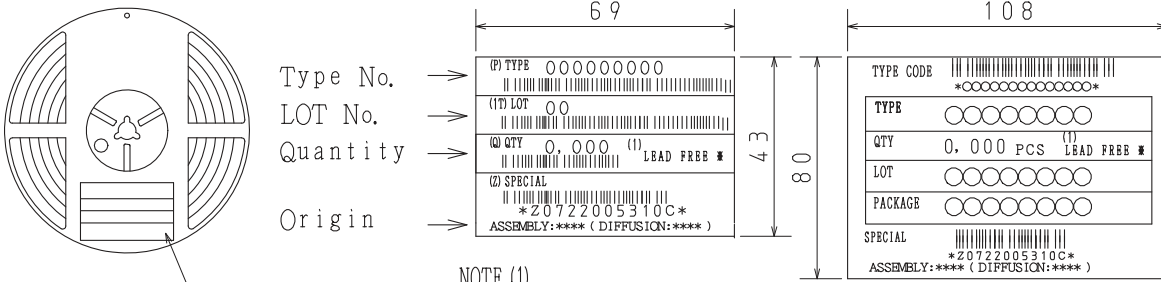 69
108
Type No.
LOT No.
Quantity
Origin
(P) TYPE 000000000
(1T) LOT 00
(Q) QTY 0,000 (1) LEAD FREE *
(Z) SPECIAL
*Z0722005310C*
ASSEMBLY:**** (DIFFUSION:****)
43
80
NOTE (1)
TYPE CODE
*○○○○○○○○○○○○○○*
TYPE ○○○○○○○○
QTY 0,000 PCS (1) LEAD FREE *
LOT ○○○○○○○○
PACKAGE ○○○○○○○○
SPECIAL
*Z0722005310C*
ASSEMBLY:**** (DIFFUSION:****)